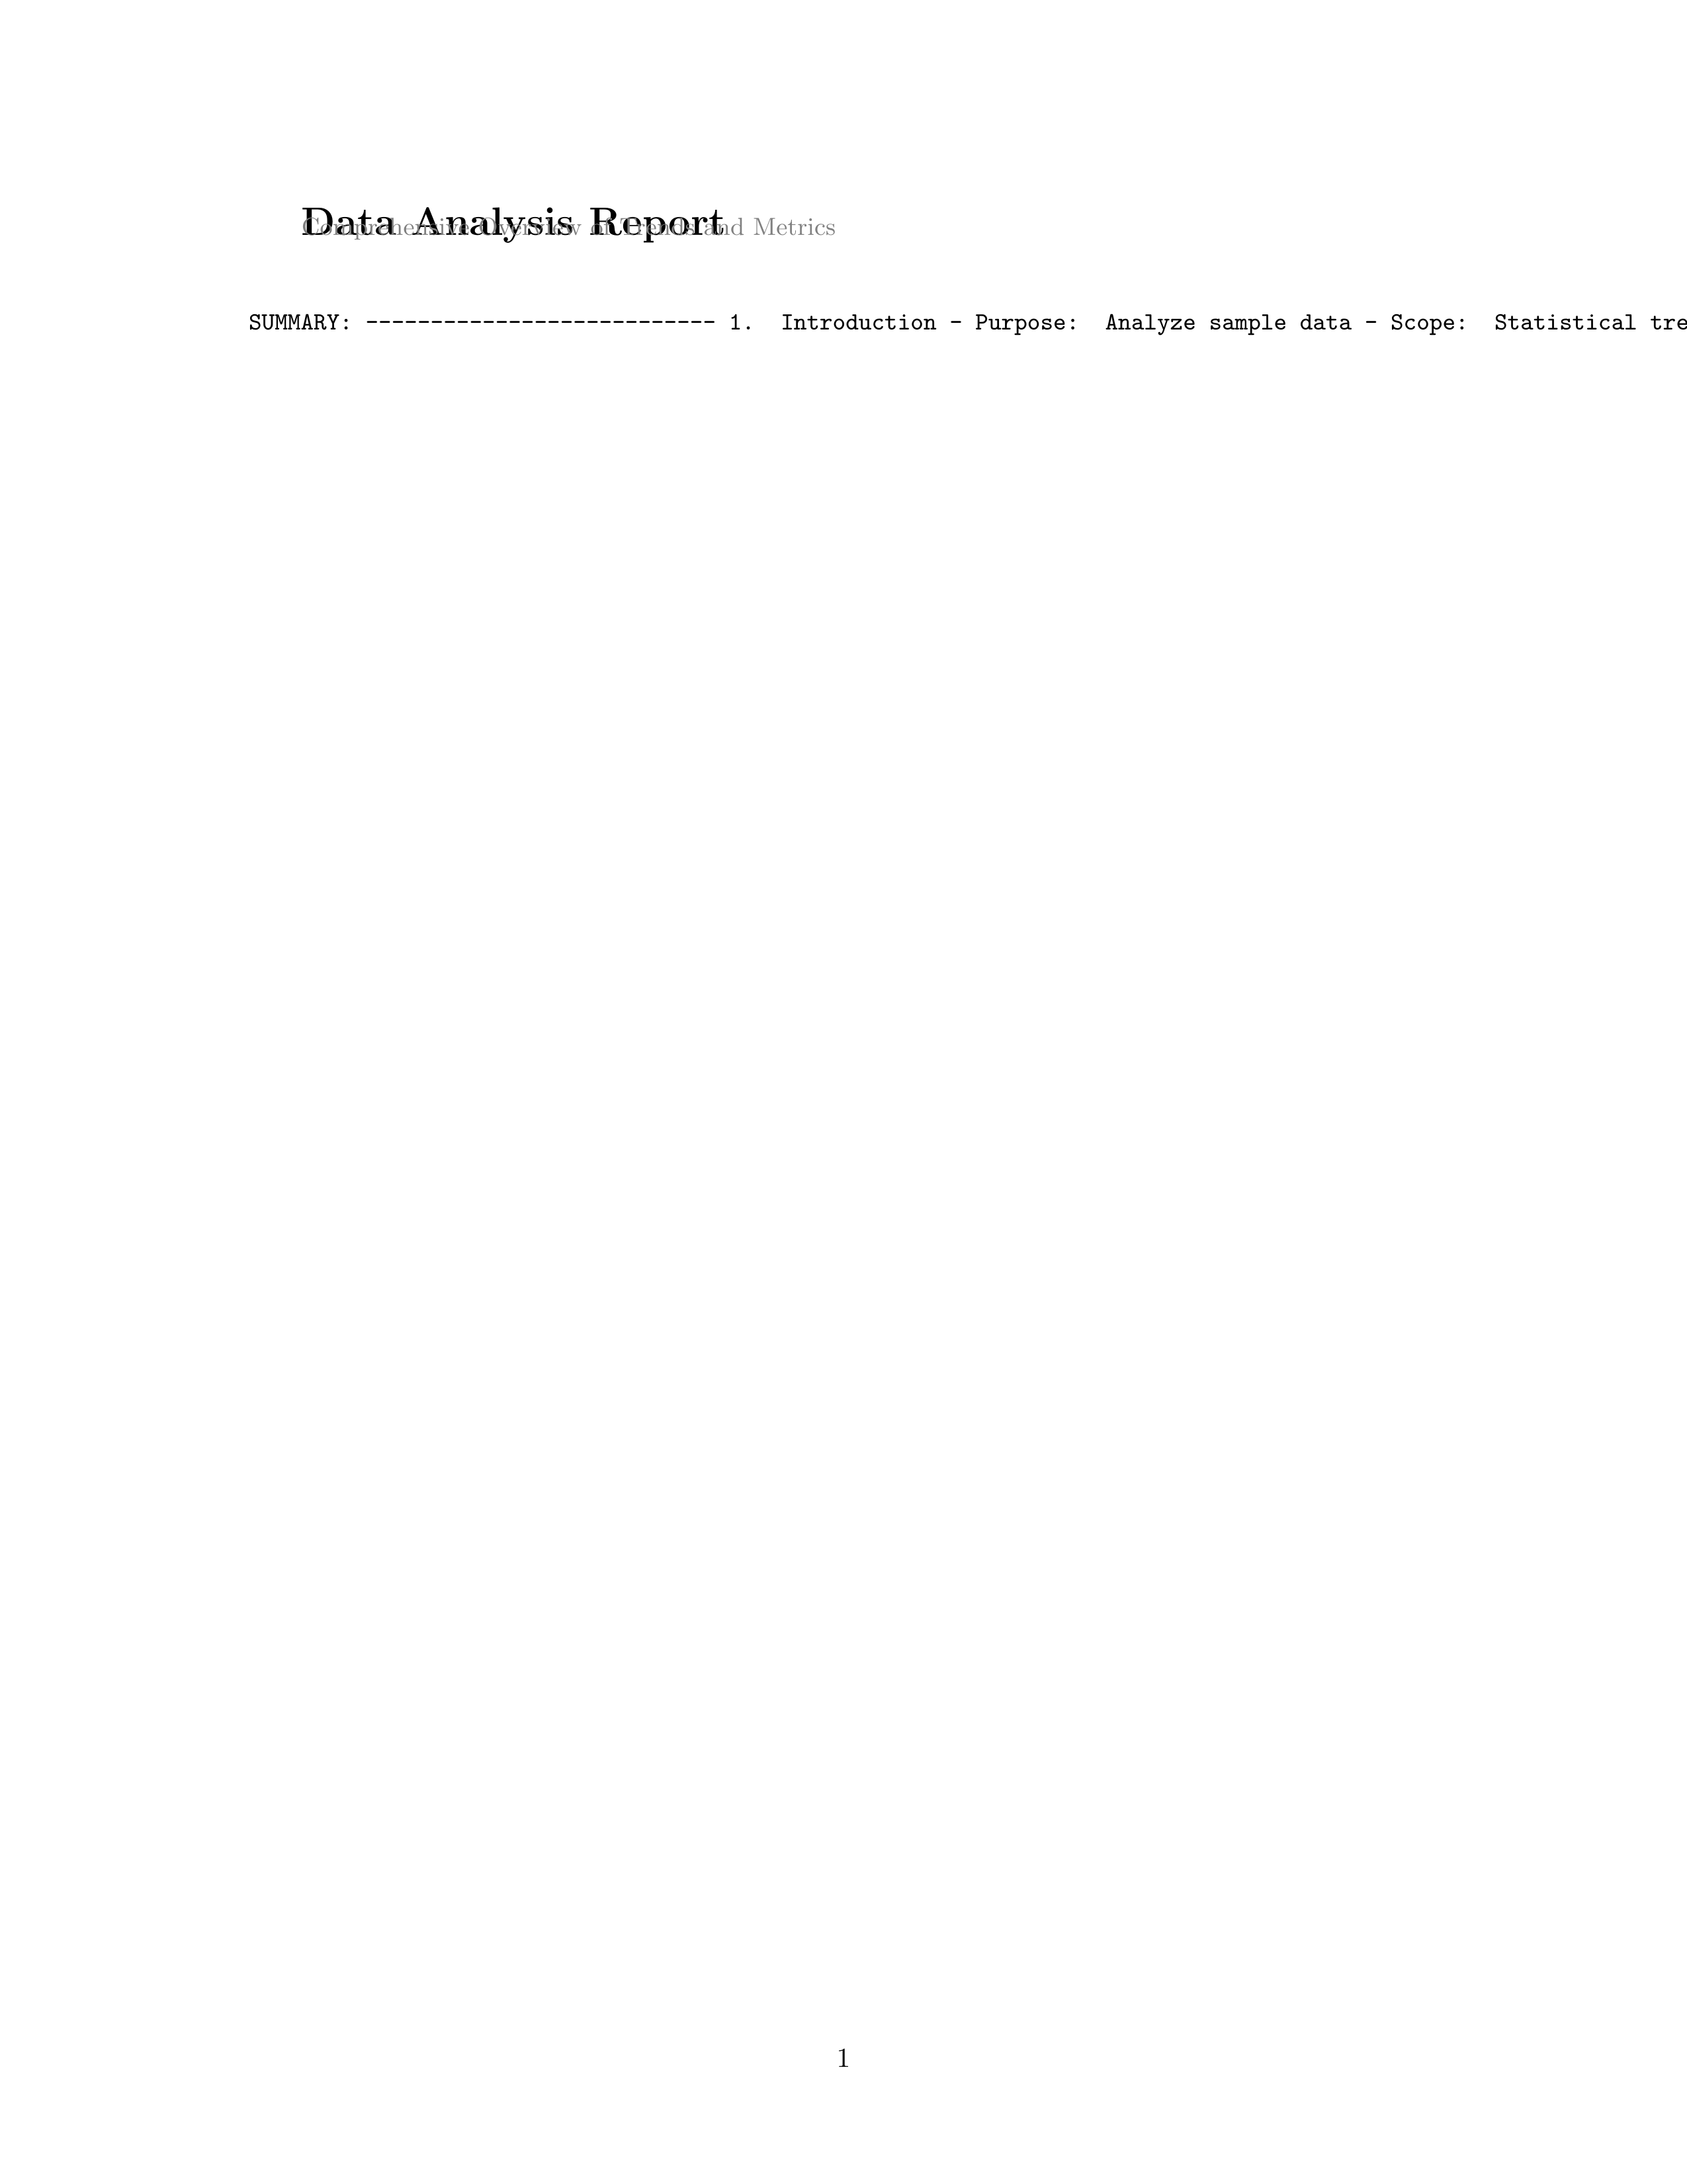 Data Analysis Report
Comprehensive Overview of Trends and Metrics
SUMMARY: --------------------------- 1. Introduction - Purpose: Analyze sample data - Scope: Statistical tre
1